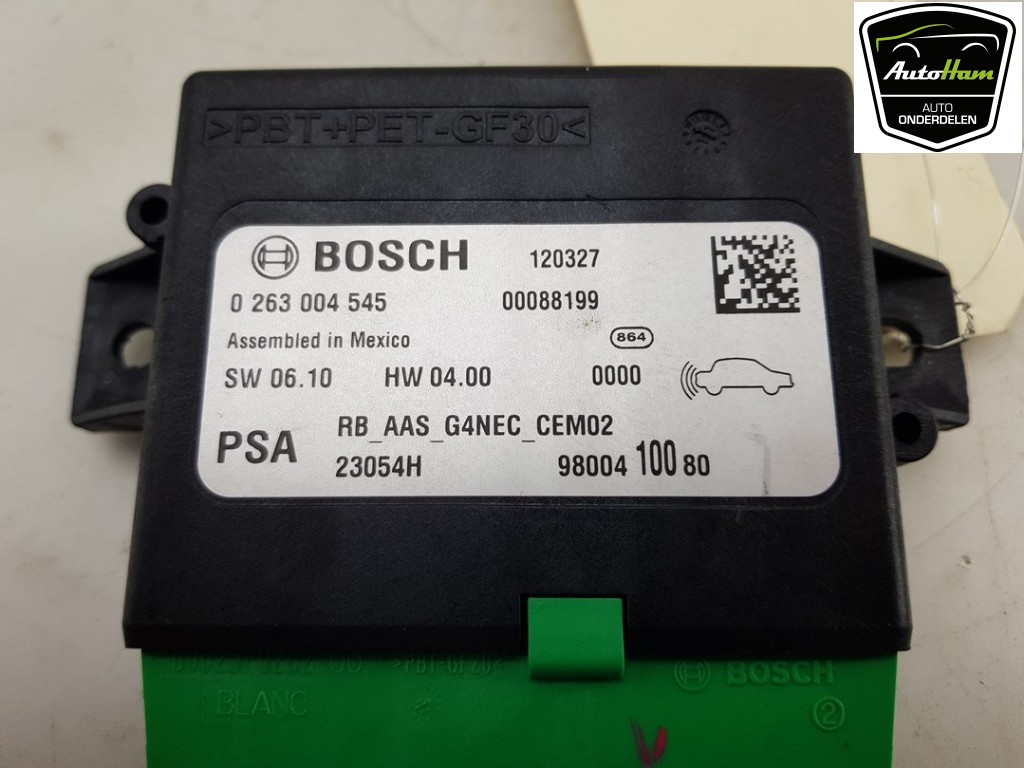 AutoHam
AUTO
ONDERDELEN
>PBT+PET-GF30<
BOSCH 120327
0 263 004 545 00088199
Assembled in Mexico 864
SW 06.10 HW 04.00 0000
PSA RB_AAS_G4NEC_CEM02
23054H 98004 100 80
>PBT-GF20<
BLANC BOSCH
2